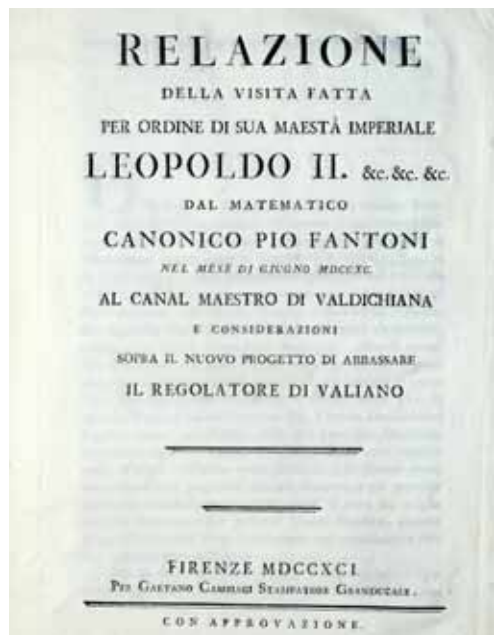 RELAZIONE
DELLA VISITA FATTA
PER ORDINE DI SUA MAESTÀ IMPERIALE
LEOPOLDO II. &c. &c. &c.
DAL MATEMATICO
CANONICO PIO FANTONI
NEL MESE DI GIUGNO MDCCXC.
AL CANAL MAESTRO DI VALDICHIANA
E CONSIDERAZIONI
SOPRA IL NUOVO PROGETTO DI ABBASSARE
IL REGOLATORE DI VALIANO
FIRENZE MDCCXCI.
PER GAETANO CAMBIAGI STAMPATORE GRANDUCALE.
CON APPROVAZIONE.